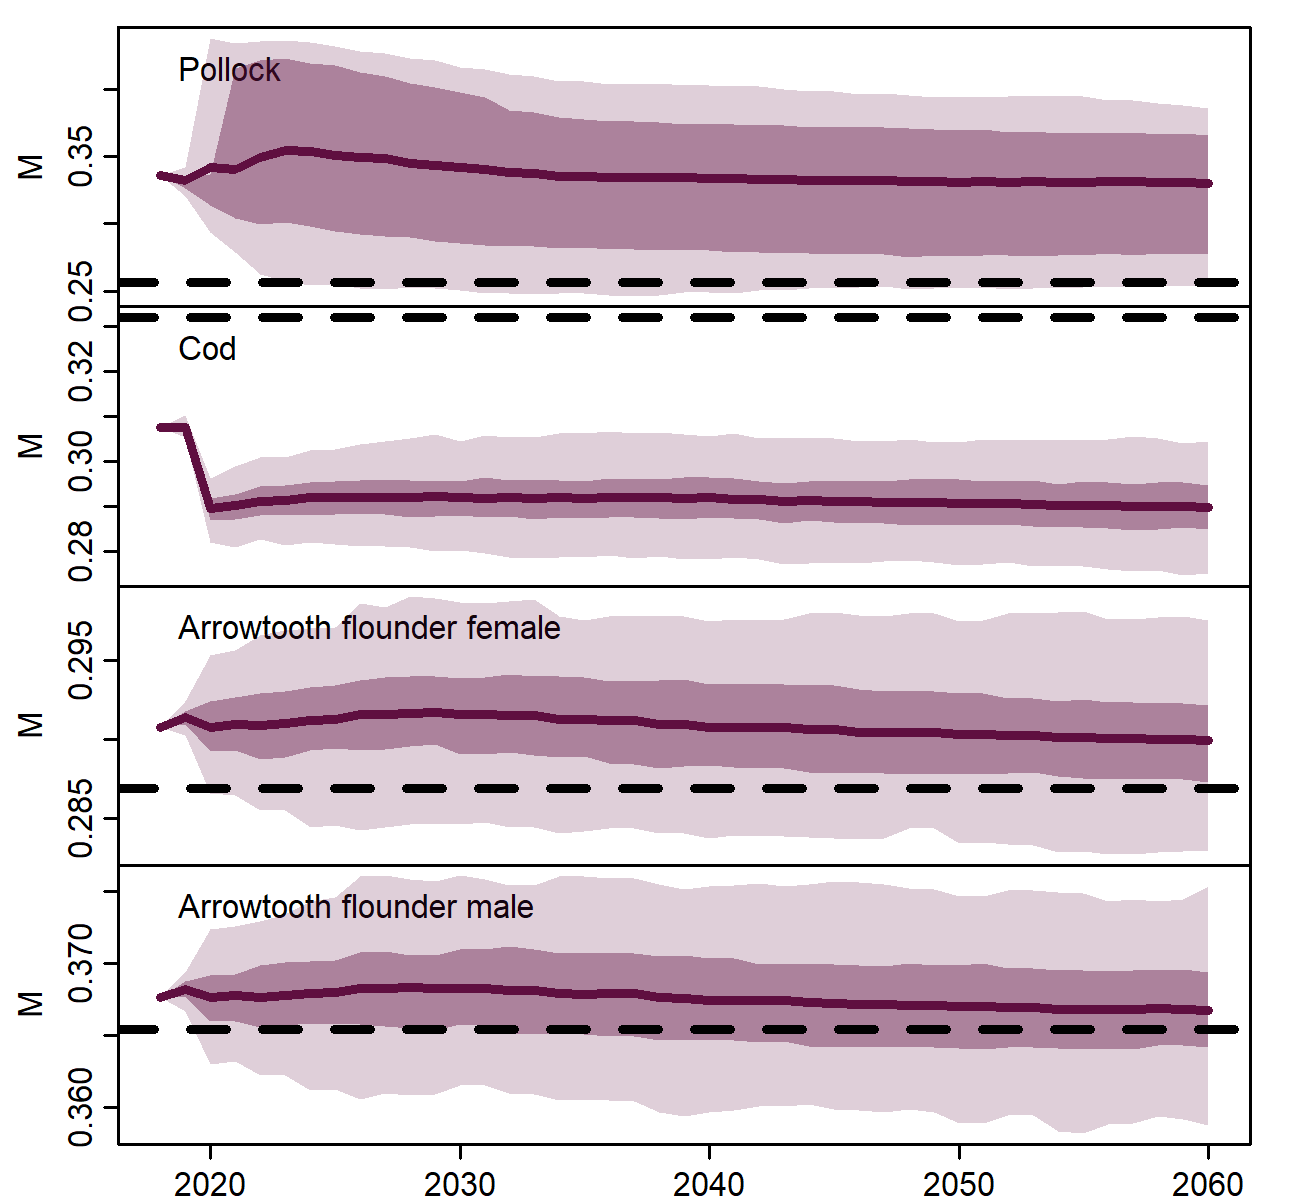 Pollock
M
0.35
0.25
Cod
M
0.32
0.30
0.28
Arrowtooth flounder female
M
0.295
0.285
Arrowtooth flounder male
M
0.370
0.360
2020 2030 2040 2050 2060